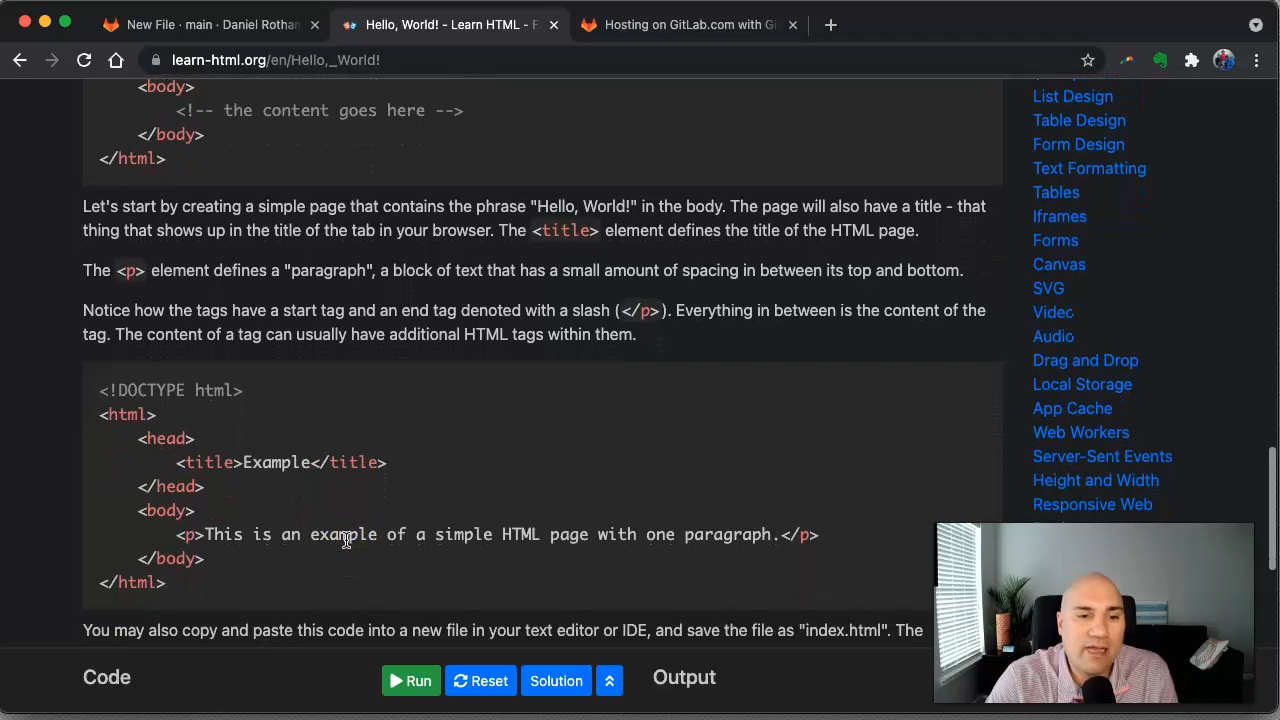 New File · main · Daniel Rothan
Hello, World! - Learn HTML - F
Hosting on GitLab.com with Gi
learn-html.org/en/Hello,_World!
<body>
<!-- the content goes here -->
</body>
</html>
Let's start by creating a simple page that contains the phrase "Hello, World!" in the body. The page will also have a title - that
thing that shows up in the title of the tab in your browser. The <title> element defines the title of the HTML page.
The <p> element defines a "paragraph", a block of text that has a small amount of spacing in between its top and bottom.
Notice how the tags have a start tag and an end tag denoted with a slash (</p>). Everything in between is the content of the
tag. The content of a tag can usually have additional HTML tags within them.
<!DOCTYPE html>
<html>
<head>
<title>Example</title>
</head>
<body>
<p>This is an example of a simple HTML page with one paragraph.</p>
</body>
</html>
You may also copy and paste this code into a new file in your text editor or IDE, and save the file as "index.html". The
Code
Run
Reset
Solution
Output
List Design
Table Design
Form Design
Text Formatting
Tables
Iframes
Forms
Canvas
SVG
Video
Audio
Drag and Drop
Local Storage
App Cache
Web Workers
Server-Sent Events
Height and Width
Responsive Web